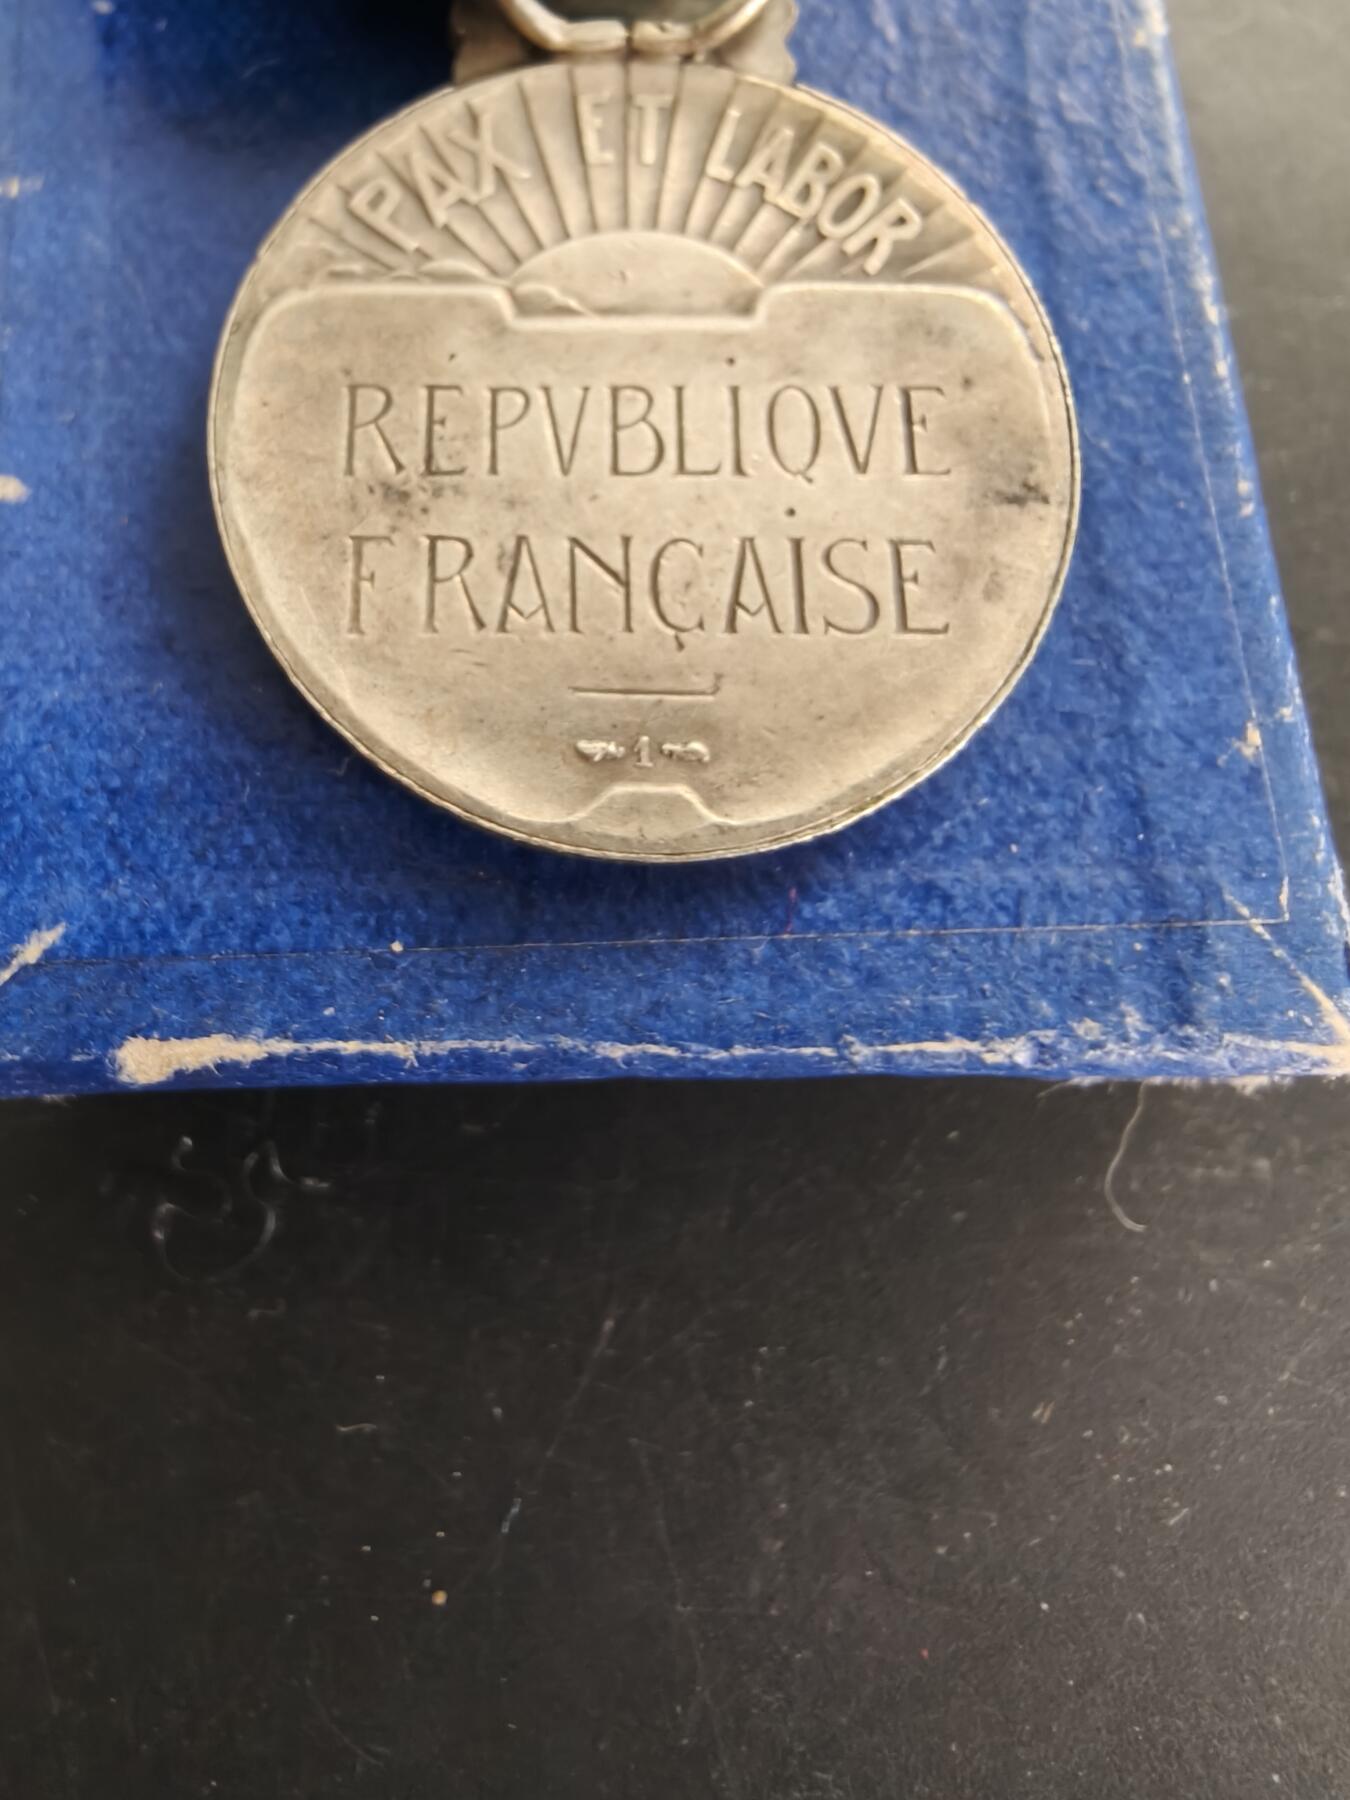 PAX ET LABOR
REPVBLIQVE
FRANÇAISE
1